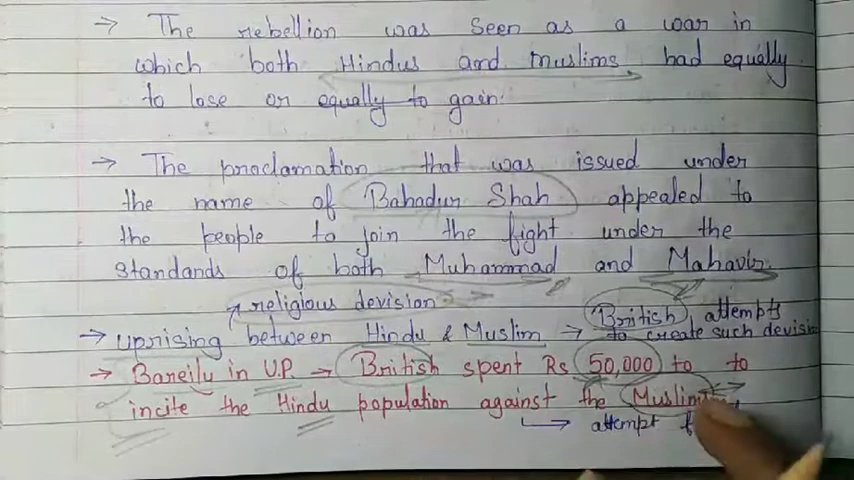 → The rebellion was seen as a war in
which both Hindus and muslims had equally
to lose or equally to gain.
→ The proclamation that was issued under
the name of Bahadur Shah appealed to
the people to join the fight under the
standards of both Muhammad and Mahavir.
religious devision
→ uprising between Hindu & Muslim → British attempts
to create such devision
→ Bareily in U.P. → British spent Rs 50,000 to to
incite the Hindu population against the Muslim
↳ attempt